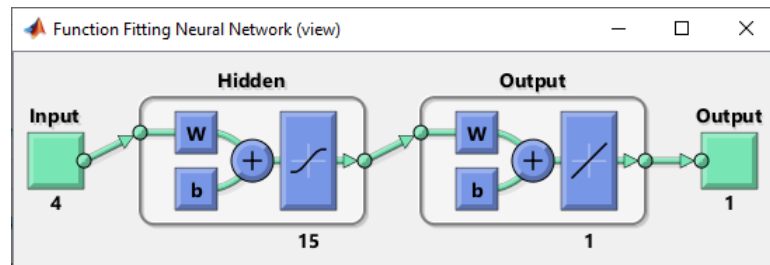 Function Fitting Neural Network (view)
Hidden Output
Input Output
W W
b b
4 15 1 1